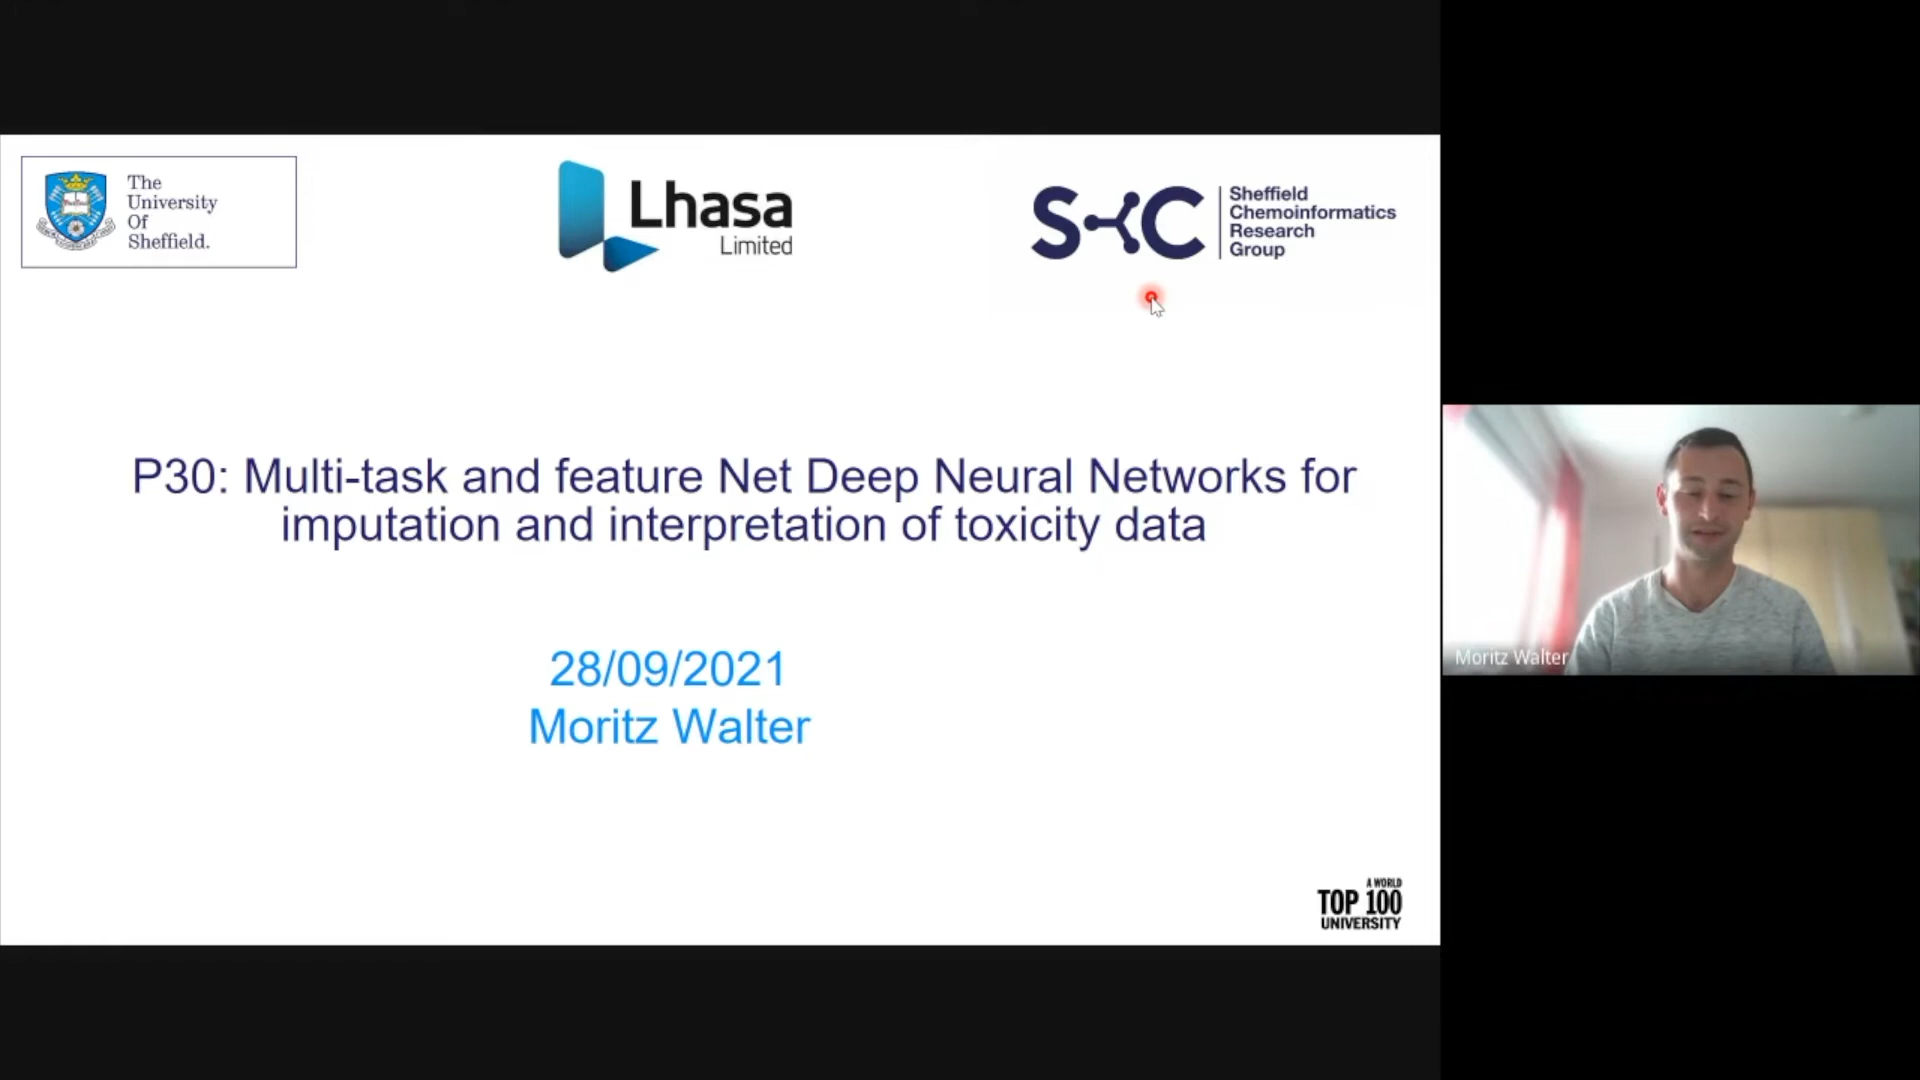 The
University
Of
Sheffield.
Lhasa
Limited
Sheffield
Chemoinformatics
Research
Group
P30: Multi-task and feature Net Deep Neural Networks for
imputation and interpretation of toxicity data
28/09/2021
Moritz Walter
A WORLD
TOP 100
UNIVERSITY
Moritz Walter